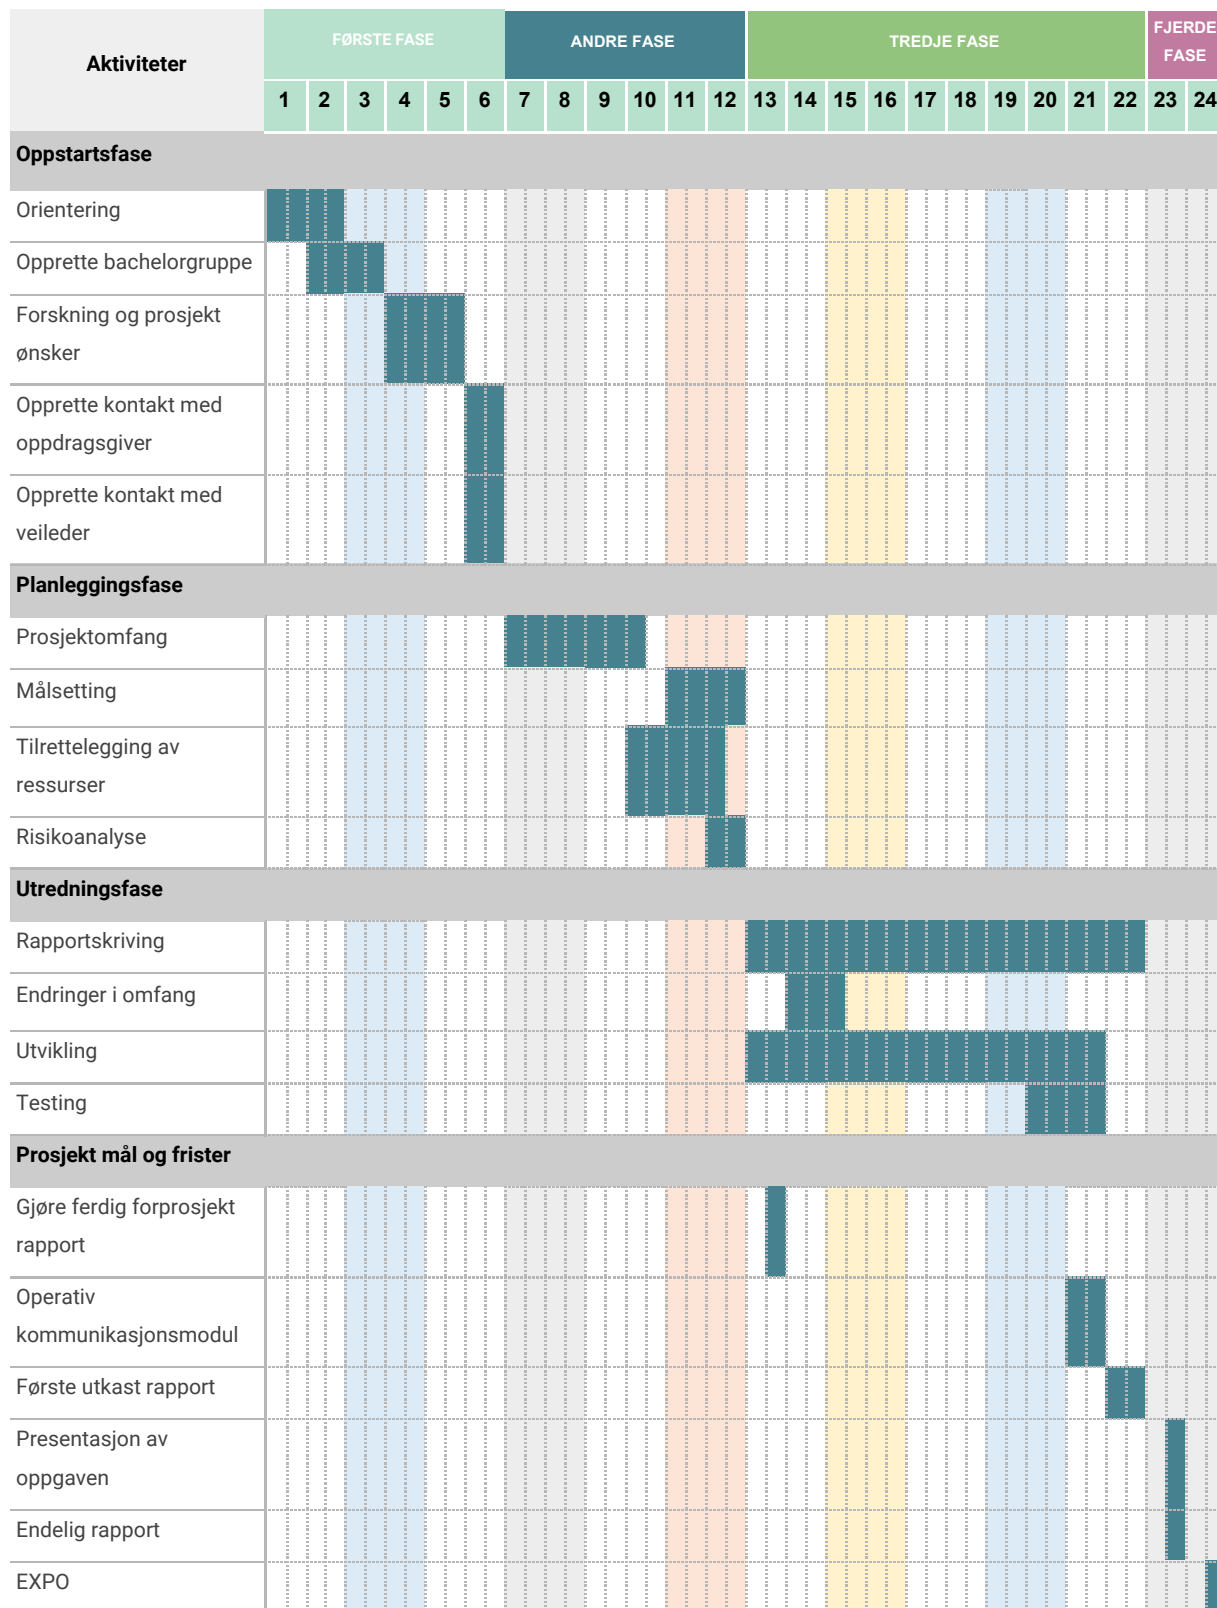 Aktiviteter
FØRSTE FASE
ANDRE FASE
TREDJE FASE
FJERDE
FASE
1 2 3 4 5 6 7 8 9 10 11 12 13 14 15 16 17 18 19 20 21 22 23 24
Oppstartsfase
Orientering
Opprette bachelorgruppe
Forskning og prosjekt
ønsker
Opprette kontakt med
oppdragsgiver
Opprette kontakt med
veileder
Planleggingsfase
Prosjektomfang
Målsetting
Tilrettelegging av
ressurser
Risikoanalyse
Utredningsfase
Rapportskriving
Endringer i omfang
Utvikling
Testing
Prosjekt mål og frister
Gjøre ferdig forprosjekt
rapport
Operativ
kommunikasjonsmodul
Første utkast rapport
Presentasjon av
oppgaven
Endelig rapport
EXPO